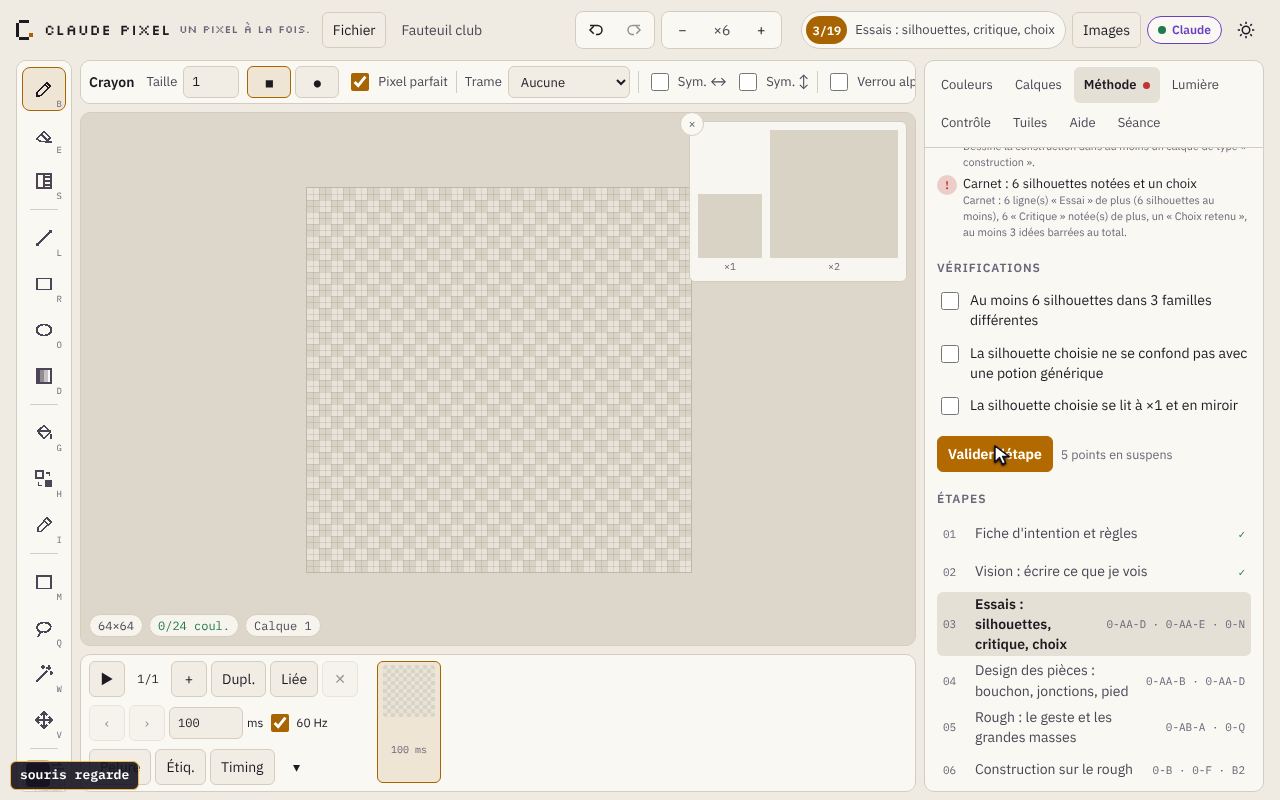 CLAUDE PIXEL UN PIXEL À LA FOIS. Fichier Fauteuil club − ×6 + 3/19 Essais : silhouettes, critique, choix Images Claude
Crayon Taille 1 Pixel parfait Trame Aucune Sym. ↔ Sym. ↕ Verrou alp
B
E
S
L
R
O
D
G
H
I
M
Q
W
V
×
×1 ×2
64×64 0/24 coul. Calque 1
1/1 + Dupl. Liée ✕
‹ › 100 ms 60 Hz
Étiq. Timing ▼
100 ms
souris regarde
Couleurs Calques Méthode Lumière
Contrôle Tuiles Aide Séance
Dessine la construction dans au moins un calque de type «
construction ».
! Carnet : 6 silhouettes notées et un choix
Carnet : 6 ligne(s) « Essai » de plus (6 silhouettes au
moins), 6 « Critique » notée(s) de plus, un « Choix retenu »,
au moins 3 idées barrées au total.
VÉRIFICATIONS
Au moins 6 silhouettes dans 3 familles
différentes
La silhouette choisie ne se confond pas avec
une potion générique
La silhouette choisie se lit à ×1 et en miroir
Valider l'étape 5 points en suspens
ÉTAPES
01 Fiche d'intention et règles ✓
02 Vision : écrire ce que je vois ✓
03 Essais :
silhouettes,
critique, choix 0-AA-D · 0-AA-E · 0-N
04 Design des pièces :
bouchon, jonctions, pied 0-AA-B · 0-AA-D
05 Rough : le geste et les
grandes masses 0-AB-A · 0-Q
06 Construction sur le rough 0-B · 0-F · B2